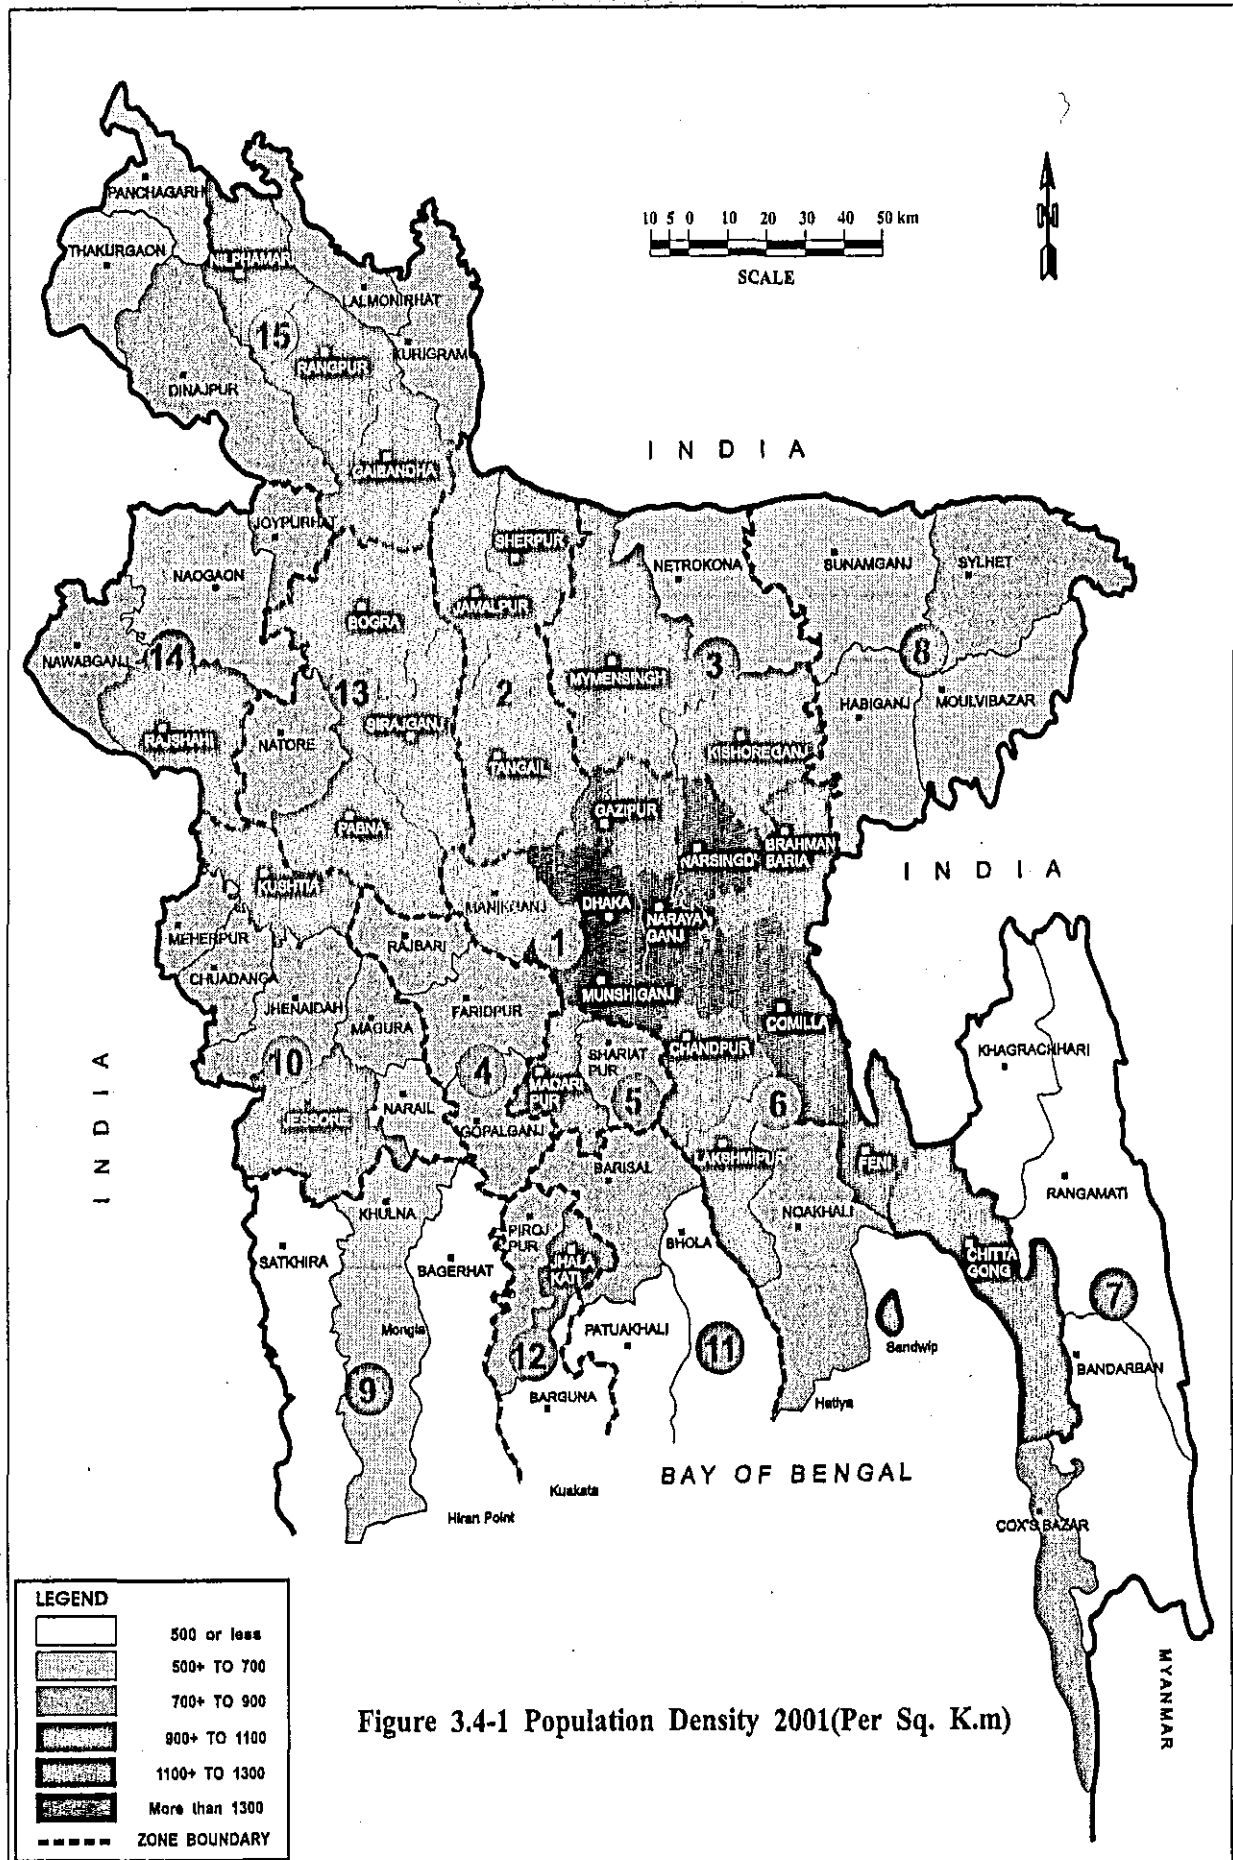 10 5 0 10 20 30 40 50 km
SCALE
N
PANCHAGARH
THAKURGAON
NILPHAMAR
LALMONIRHAT
15
KURIGRAM
RANGPUR
DINAJPUR
INDIA
GAIBANDHA
JOYPURHAT
SHERPUR
NETROKONA
SUNAMGANJ
SYLHET
NAOGAON
JAMALPUR
BOGRA
NAWABGANJ
14
MYMENSINGH
3
8
13
2
HABIGANJ
MOULVIBAZAR
RAJSHAHI
NATORE
SIRAJGANJ
KISHOREGANJ
TANGAIL
GAZIPUR
PABNA
NARSINGD'
BRAHMAN
BARIA
INDIA
KUSHTIA
MANIKGANJ
DHAKA
NARAYA
GANJ
MEHERPUR
RAJBARI
1
CHUADANGA
MUNSHIGANJ
JHENAIDAH
FARIDPUR
COMILLA
MAGURA
CHANDPUR
KHAGRACHHARI
SHARIAT
PUR
10
4
MADARI
PUR
5
6
INDIA
NARAIL
JESSORE
GOPALGANJ
BARISAL
LAKSHMIPUR
FENI
RANGAMATI
KHULNA
NOAKHALI
PIROJ
PUR
BHOLA
SATKHIRA
BAGERHAT
JHALA
KATI
CHITTA
GONG
7
Mongla
PATUAKHALI
11
Sandwip
12
BANDARBAN
9
BARGUNA
Hatiya
BAY OF BENGAL
Kuakata
Hiran Point
COX'S BAZAR
LEGEND
500 or less
500+ TO 700
700+ TO 900
900+ TO 1100
1100+ TO 1300
More than 1300
ZONE BOUNDARY
MYANMAR
Figure 3.4-1 Population Density 2001(Per Sq. K.m)